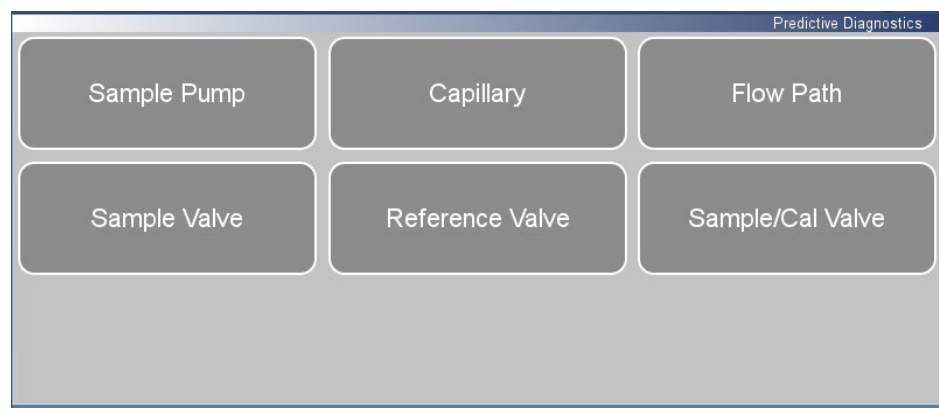 Predictive Diagnostics
Sample Pump
Capillary
Flow Path
Sample Valve
Reference Valve
Sample/Cal Valve